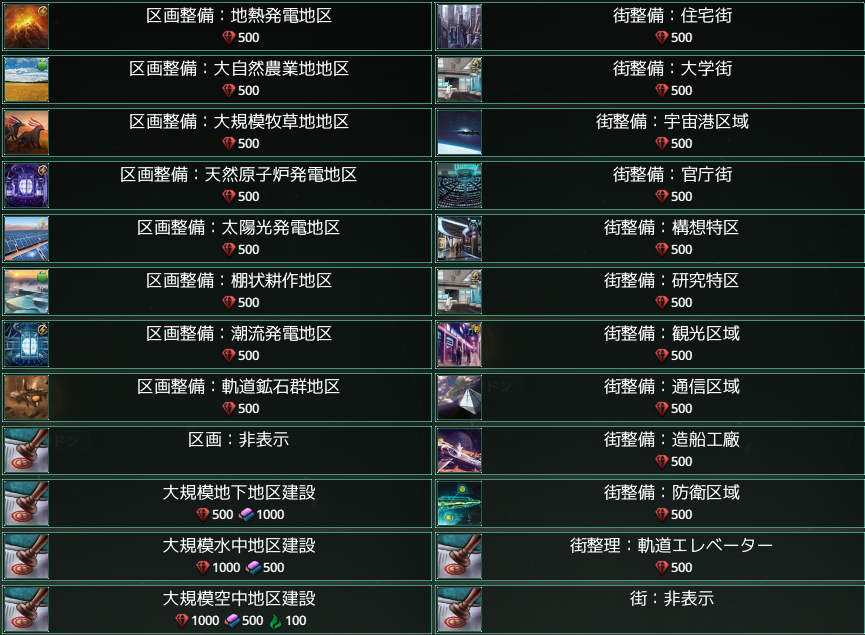 区画整備：地熱発電地区
500
区画整備：大自然農業地地区
500
区画整備：大規模牧草地地区
500
区画整備：天然原子炉発電地区
500
区画整備：太陽光発電地区
500
区画整備：棚状耕作地区
500
区画整備：潮流発電地区
500
区画整備：軌道鉱石群地区
500
区画：非表示
大規模地下地区建設
500 1000
大規模水中地区建設
1000 500
大規模空中地区建設
1000 500 100
街整備：住宅街
500
街整備：大学街
500
街整備：宇宙港区域
500
街整備：官庁街
500
街整備：構想特区
500
街整備：研究特区
500
街整備：観光区域
500
街整備：通信区域
500
街整備：造船工廠
500
街整備：防衛区域
500
街整理：軌道エレベーター
500
街：非表示